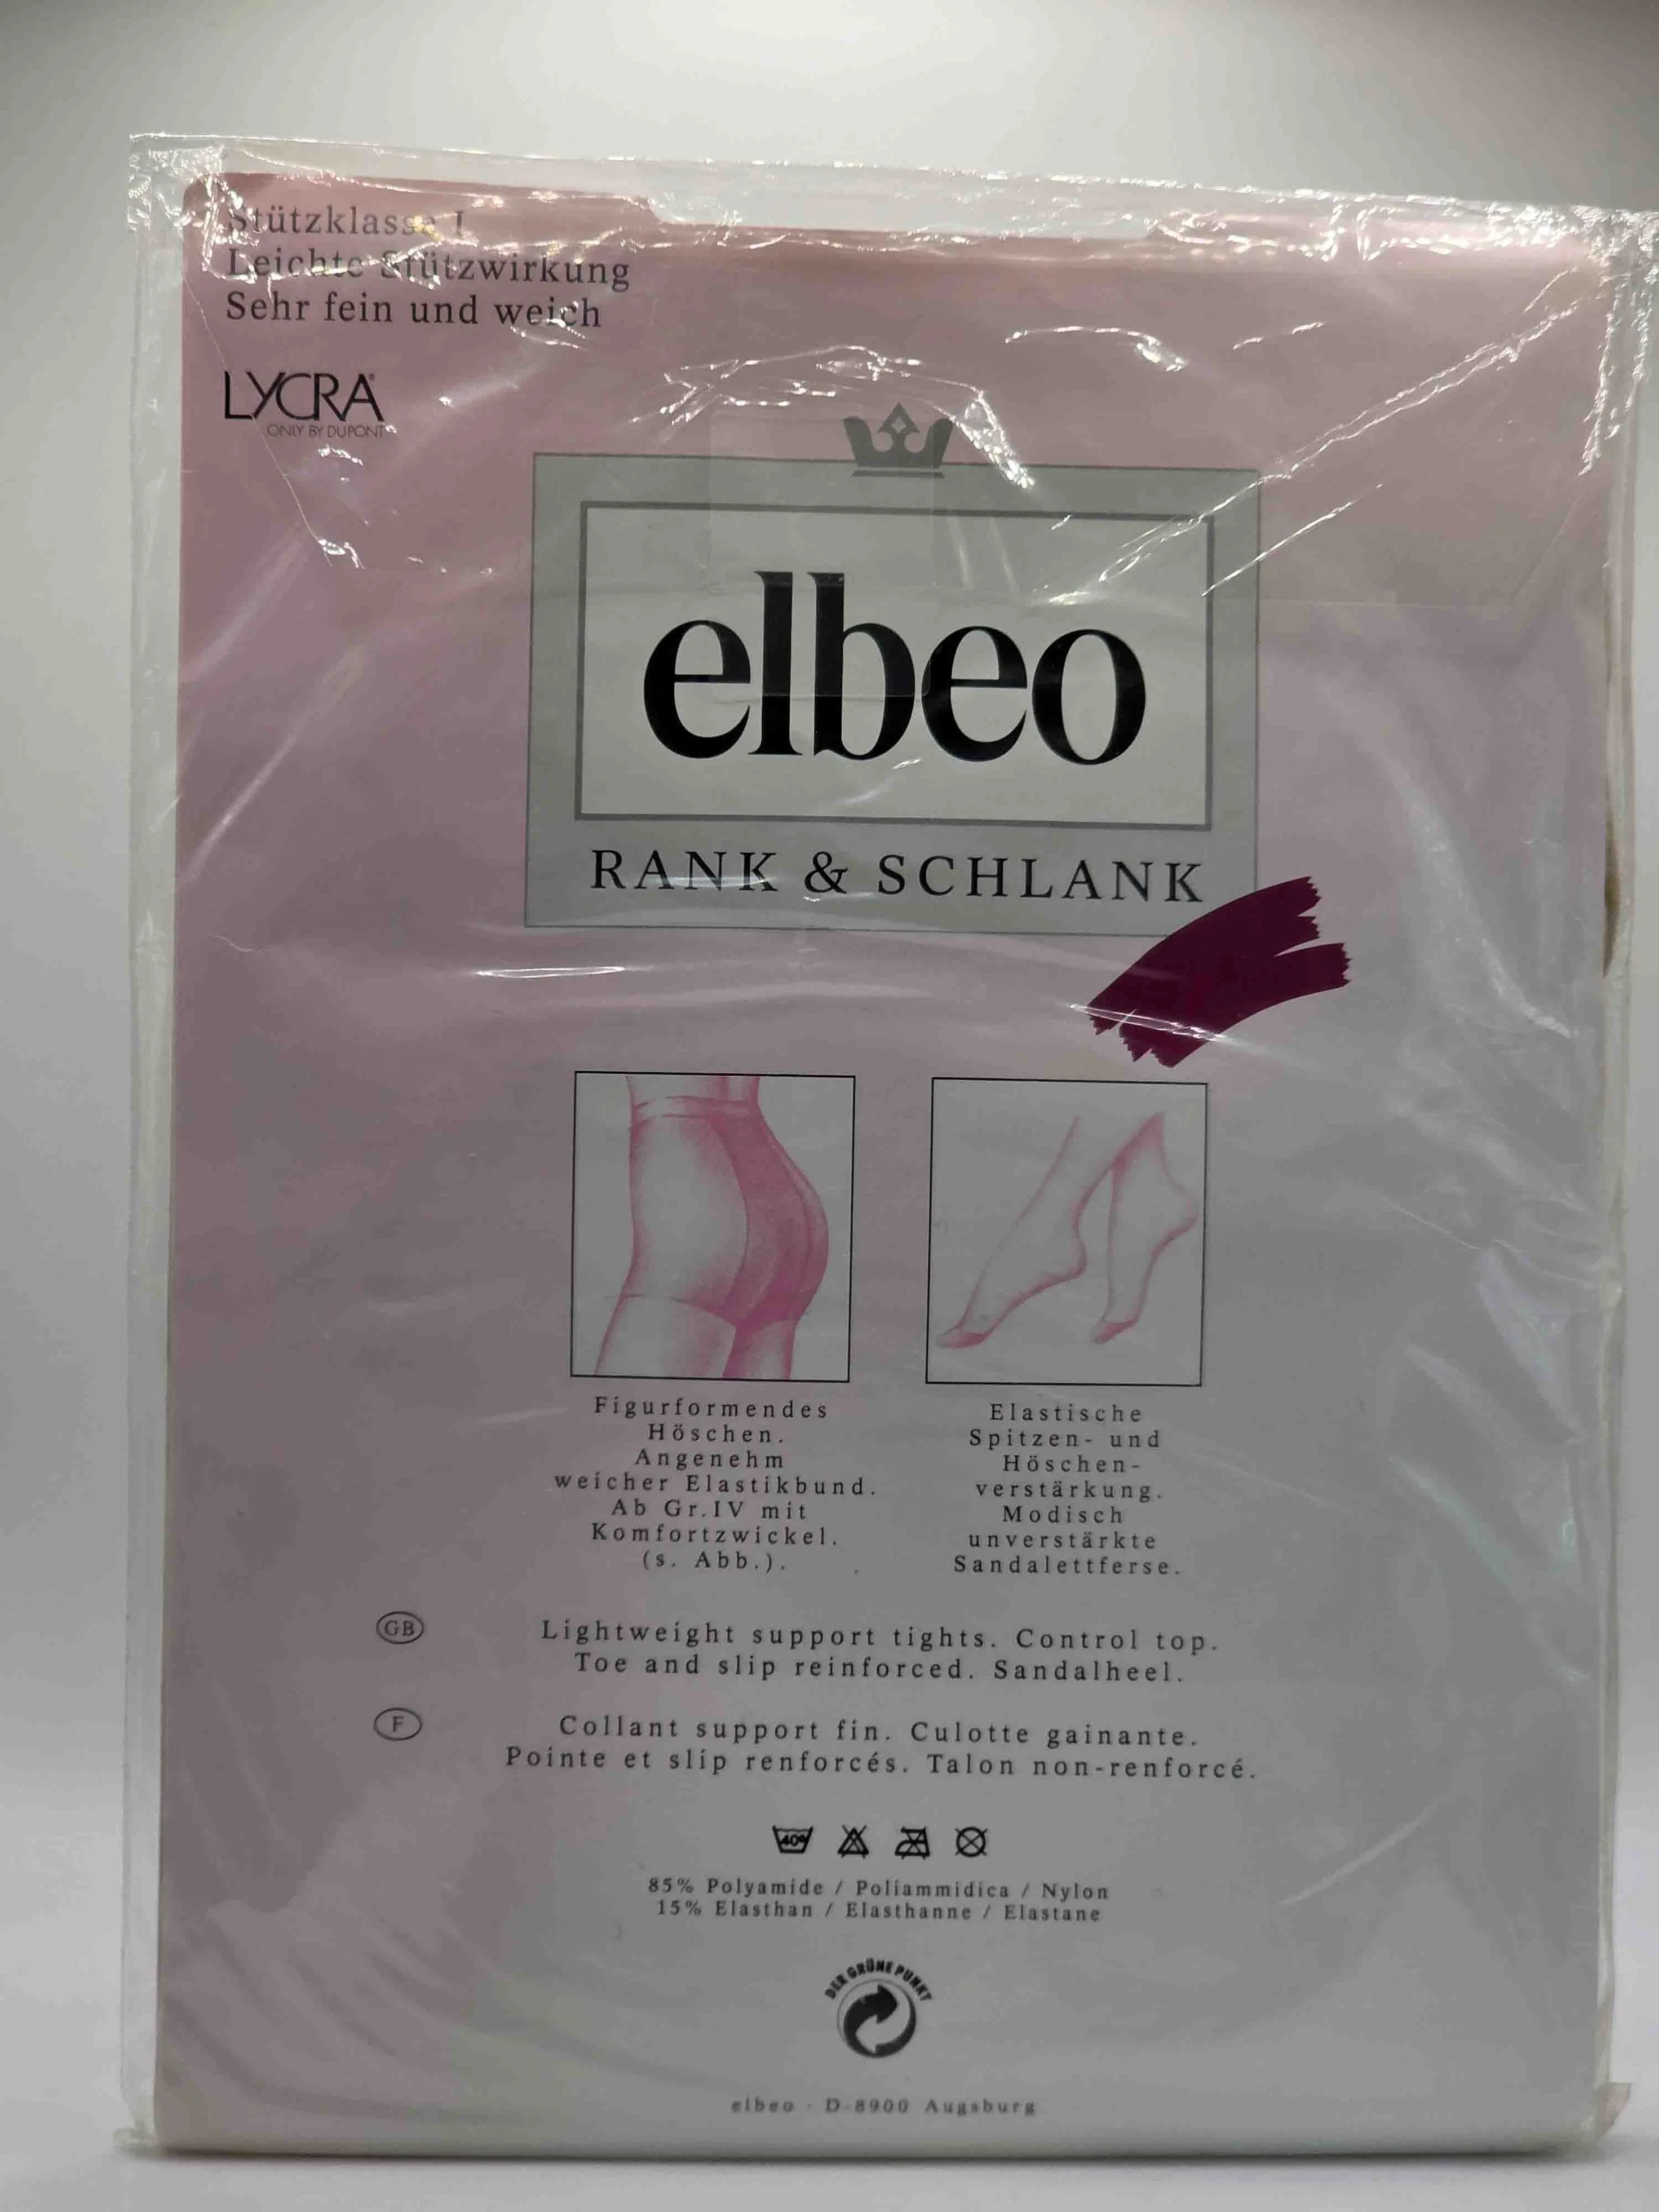 Stützklasse I
Leichte Stützwirkung
Sehr fein und weich
LYCRA
ONLY BY DUPONT
elbeo
RANK & SCHLANK
Figurformendes
Höschen.
Angenehm
weicher Elastikbund.
Ab Gr.IV mit
Komfortzwickel.
(s. Abb.).
Elastische
Spitzen- und
Höschen-
verstärkung.
Modisch
unverstärkte
Sandalettferse.
GB
Lightweight support tights. Control top.
Toe and slip reinforced. Sandalheel.
F
Collant support fin. Culotte gainante.
Pointe et slip renforcés. Talon non-renforcé.
40°
85% Polyamide / Poliammidica / Nylon
15% Elasthan / Elasthanne / Elastane
DER GRÜNE PUNKT
elbeo · D-8900 Augsburg